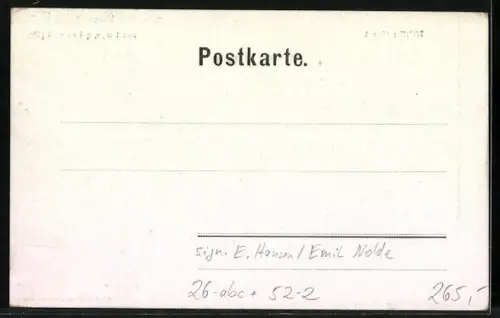 Postkarte.
sign. E. Hansen / Emil Nolde
26-abc + 52-2
265,-